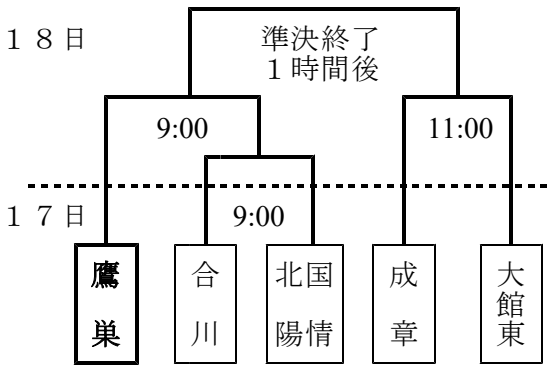 １８日
準決終了
１時間後
9:00
11:00
１７日
9:00
鷹巣
合川
北陽
国情
成章
大館東